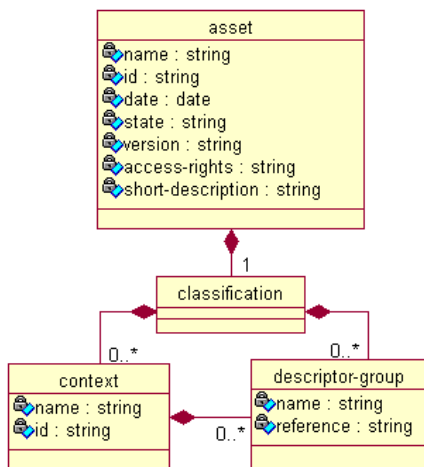 asset
name : string
id : string
date : date
state : string
version : string
access-rights : string
short-description : string
1
classification
0..*
0..*
context
name : string
id : string
0..*
descriptor-group
name : string
reference : string